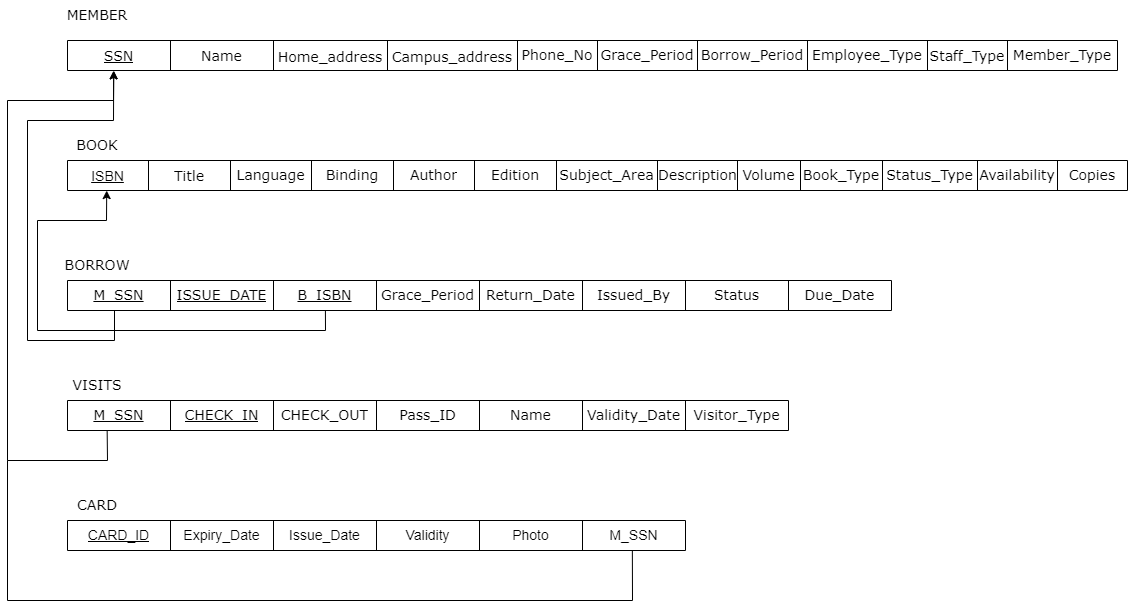 MEMBER
SSN Name Home_address Campus_address Phone_No Grace_Period Borrow_Period Employee_Type Staff_Type Member_Type
BOOK
ISBN Title Language Binding Author Edition Subject_Area Description Volume Book_Type Status_Type Availability Copies
BORROW
M_SSN ISSUE_DATE B_ISBN Grace_Period Return_Date Issued_By Status Due_Date
VISITS
M_SSN CHECK_IN CHECK_OUT Pass_ID Name Validity_Date Visitor_Type
CARD
CARD_ID Expiry_Date Issue_Date Validity Photo M_SSN